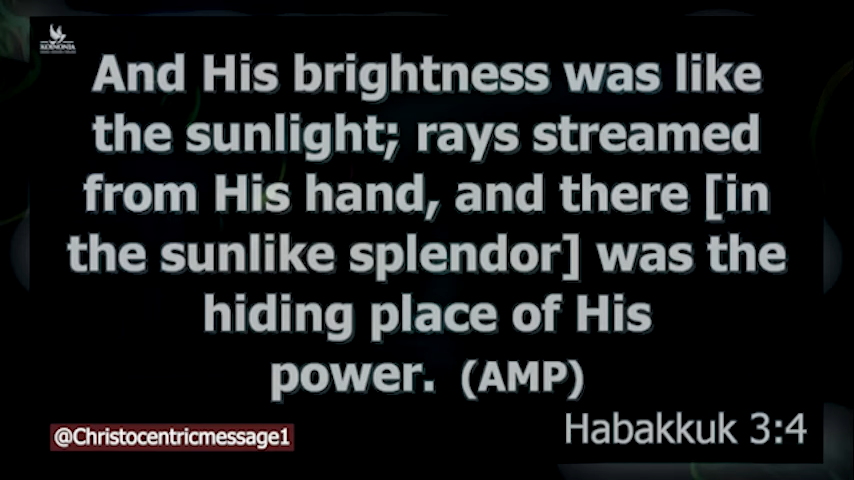 KOINONIA
And His brightness was like
the sunlight; rays streamed
from His hand, and there [in
the sunlike splendor] was the
hiding place of His
power. (AMP)
@Christocentricmessage1
Habakkuk 3:4